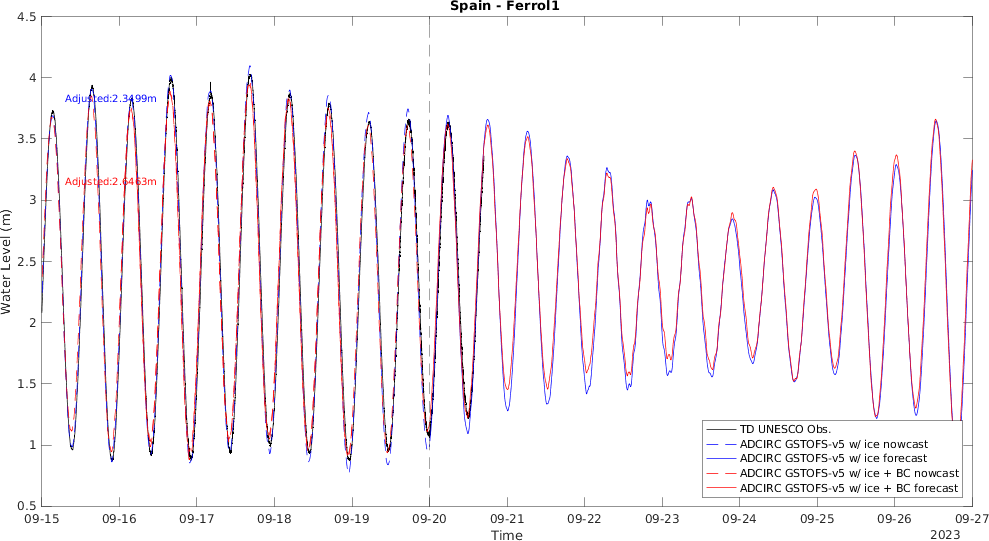 Spain - Ferrol1
4.5
4
3.5
3
2.5
2
1.5
1
0.5
Water Level (m)
Adjusted:2.3499m
Adjusted:2.6463m
TD UNESCO Obs.
ADCIRC GSTOFS-v5 w/ ice nowcast
ADCIRC GSTOFS-v5 w/ ice forecast
ADCIRC GSTOFS-v5 w/ ice + BC nowcast
ADCIRC GSTOFS-v5 w/ ice + BC forecast
09-15 09-16 09-17 09-18 09-19 09-20 09-21 09-22 09-23 09-24 09-25 09-26 09-27
Time
2023